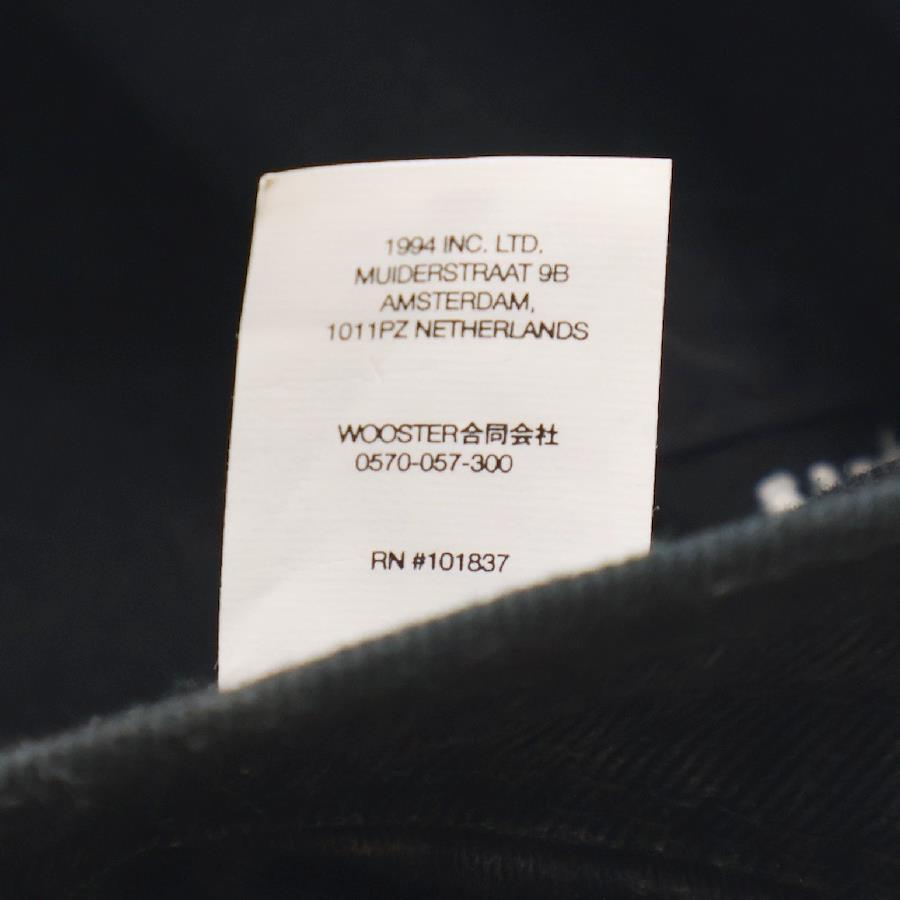 1994 INC. LTD.
MUIDERSTRAAT 9B
AMSTERDAM,
1011PZ NETHERLANDS
WOOSTER合同会社
0570-057-300
RN #101837